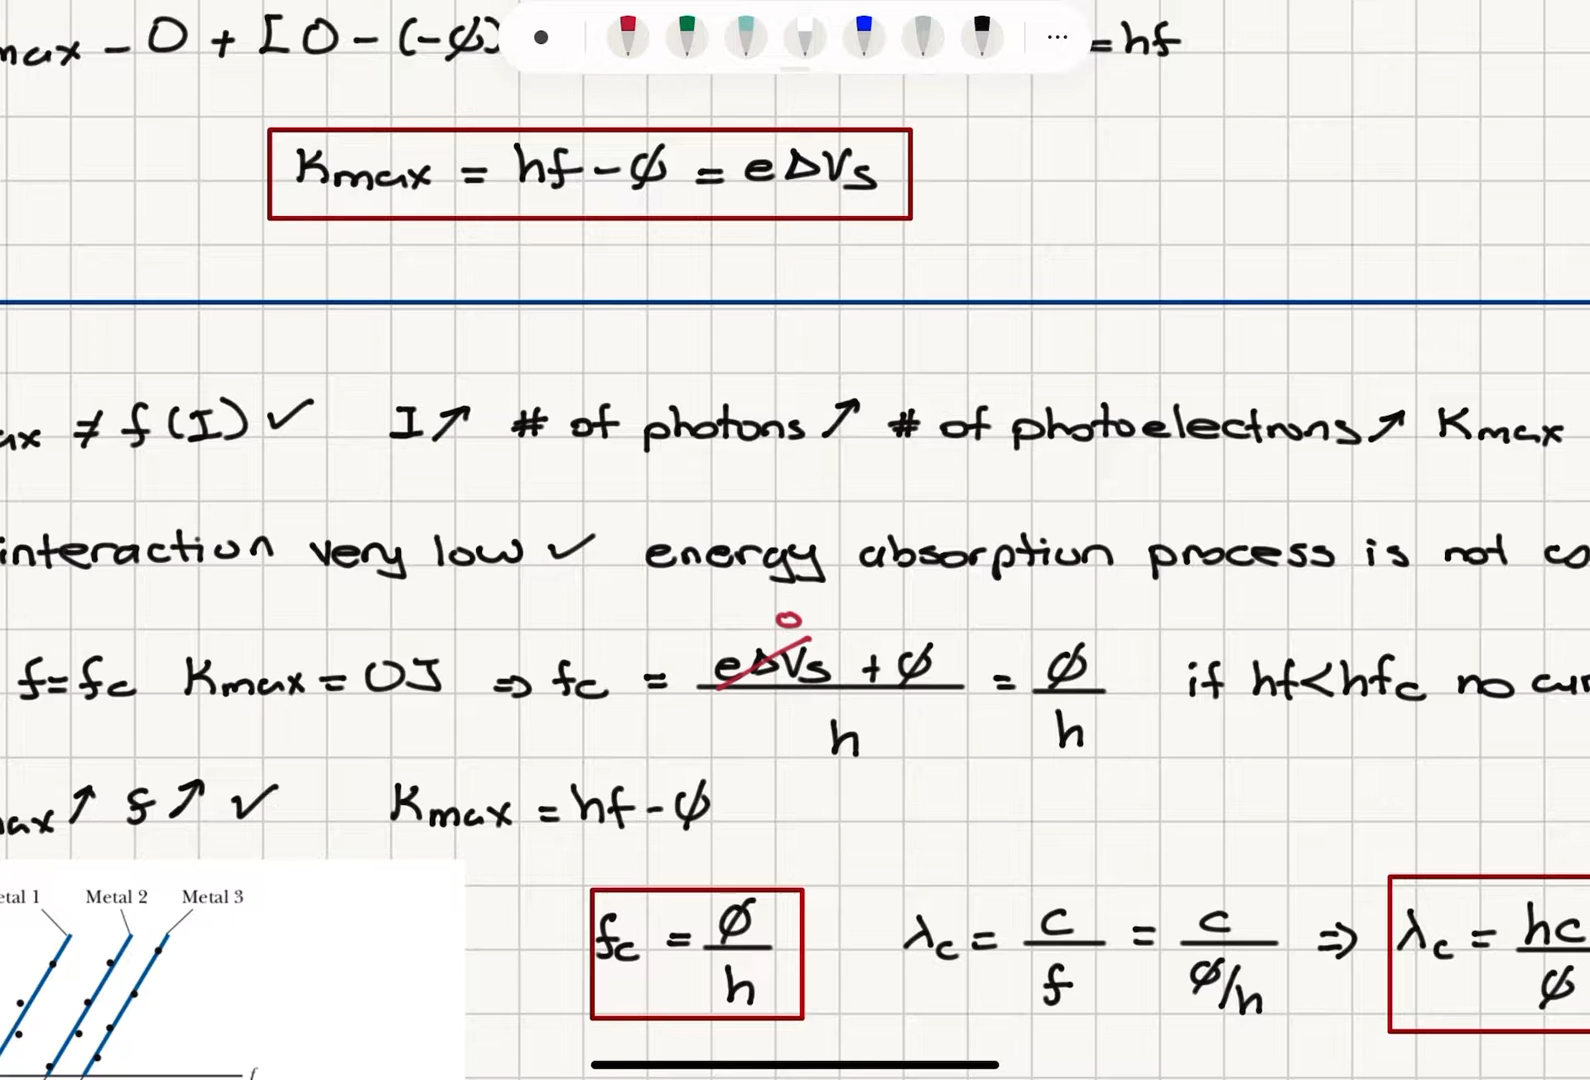 max - 0 + [0 - (-ϕ) = hf
Kmax = hf - ϕ = eΔVs
ax ≠ f(I) ✓ I↗ # of photons↗ # of photoelectrons↗ Kmax
interaction very low ✓ energy absorption process is not co
f=fc Kmax = 0J ⇒ fc = (eΔVs + ϕ)/h = ϕ/h if hf<hfc no cur
0
max↗ f↗ ✓ Kmax = hf - ϕ
etal 1 Metal 2 Metal 3
fc = ϕ/h λc = c/f = c/(ϕ/h) ⇒ λc = hc/ϕ
f